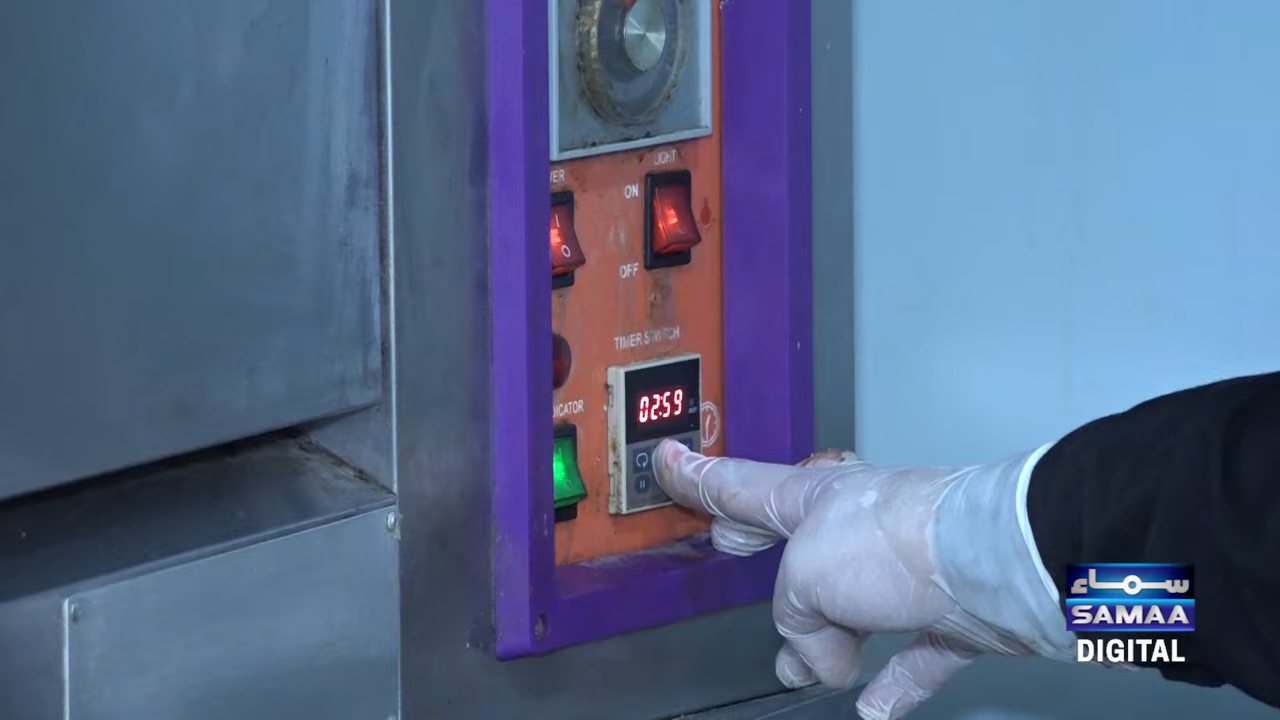 LIGHT
ON
OFF
TIMER SWITCH
02:59
سماء
SAMAA
DIGITAL